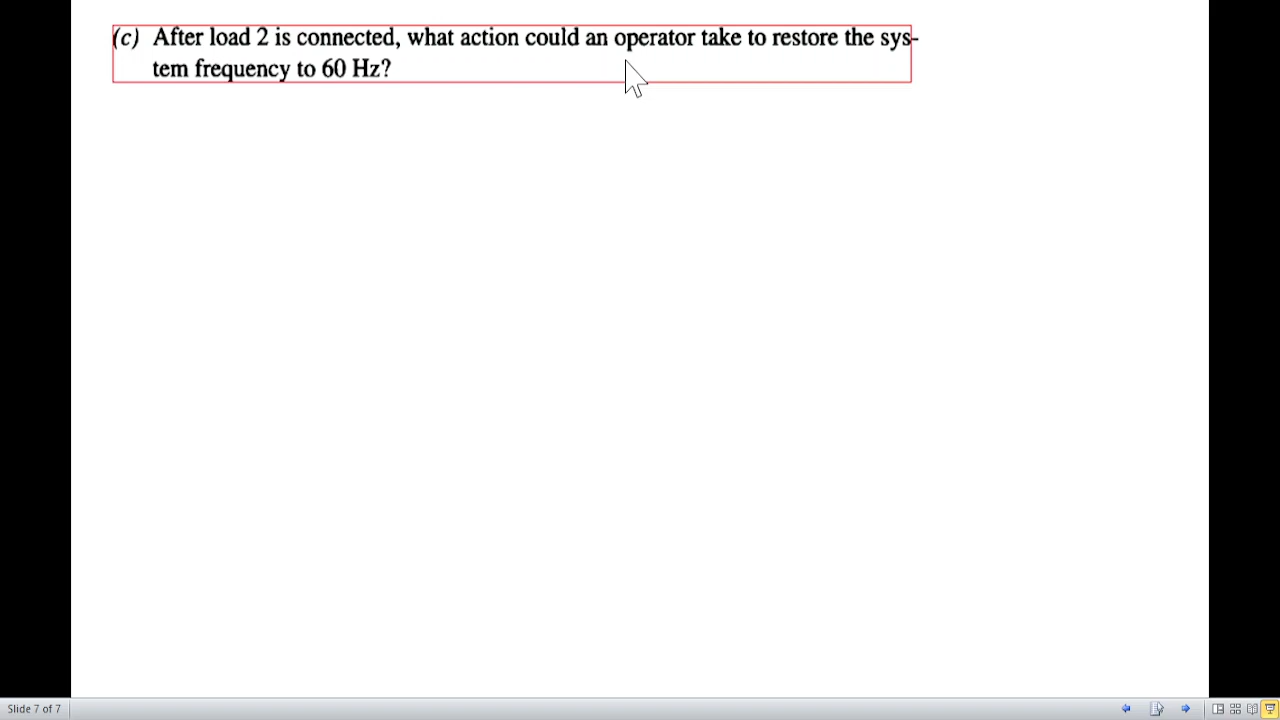 (c) After load 2 is connected, what action could an operator take to restore the sys-
tem frequency to 60 Hz?
Slide 7 of 7